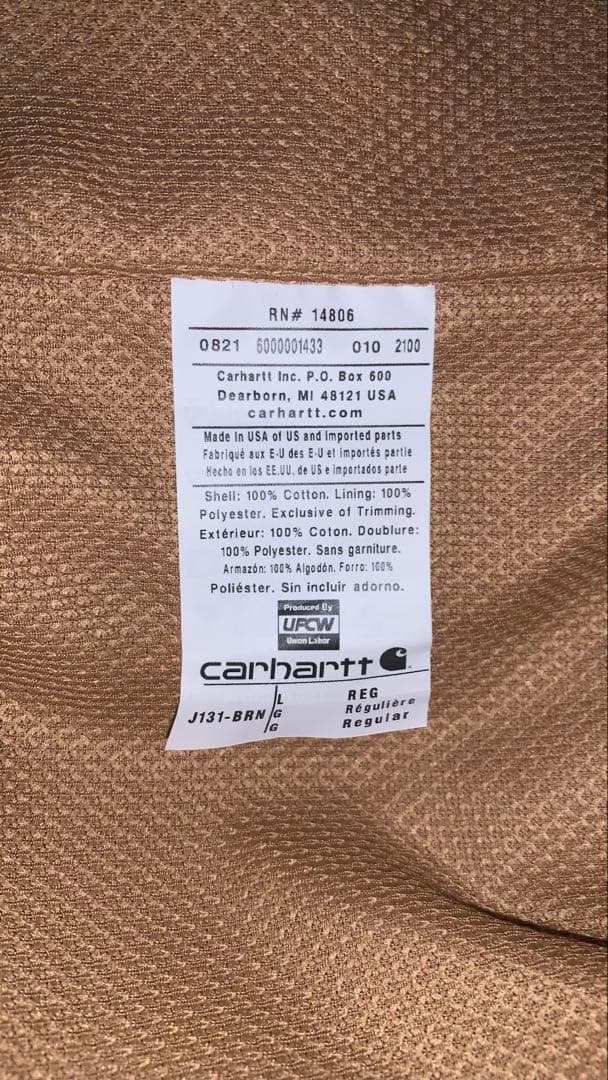 RN# 14806
0821 6000001433 010 2100
Carhartt Inc. P.O. Box 600
Dearborn, MI 48121 USA
carhartt.com
Made in USA of US and imported parts
Fabriqué aux E-U des E-U et importés partie
Hecho en los EE.UU. de US e importados parte
Shell: 100% Cotton. Lining: 100%
Polyester. Exclusive of Trimming.
Extérieur: 100% Coton. Doublure:
100% Polyester. Sans garniture.
Armazón: 100% Algodón. Forro: 100%
Poliéster. Sin incluir adorno.
Produced By
UFCW
Union Labor
carhartt
J131-BRN
L
G
G
REG
Régulière
Regular